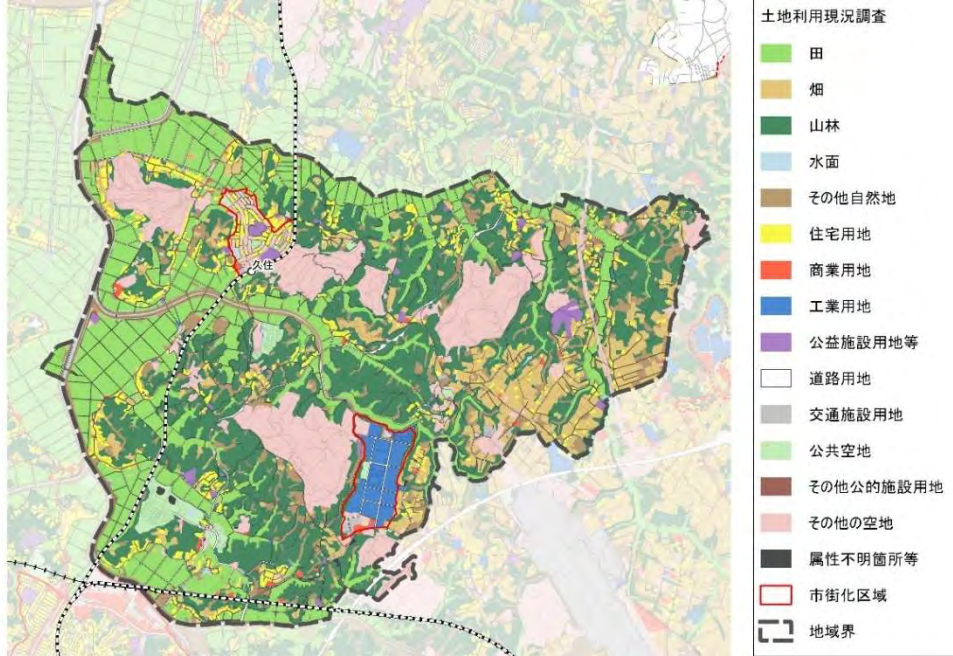 久住
土地利用現況調査
田
畑
山林
水面
その他自然地
住宅用地
商業用地
工業用地
公益施設用地等
道路用地
交通施設用地
公共空地
その他公的施設用地
その他の空地
属性不明箇所等
市街化区域
地域界